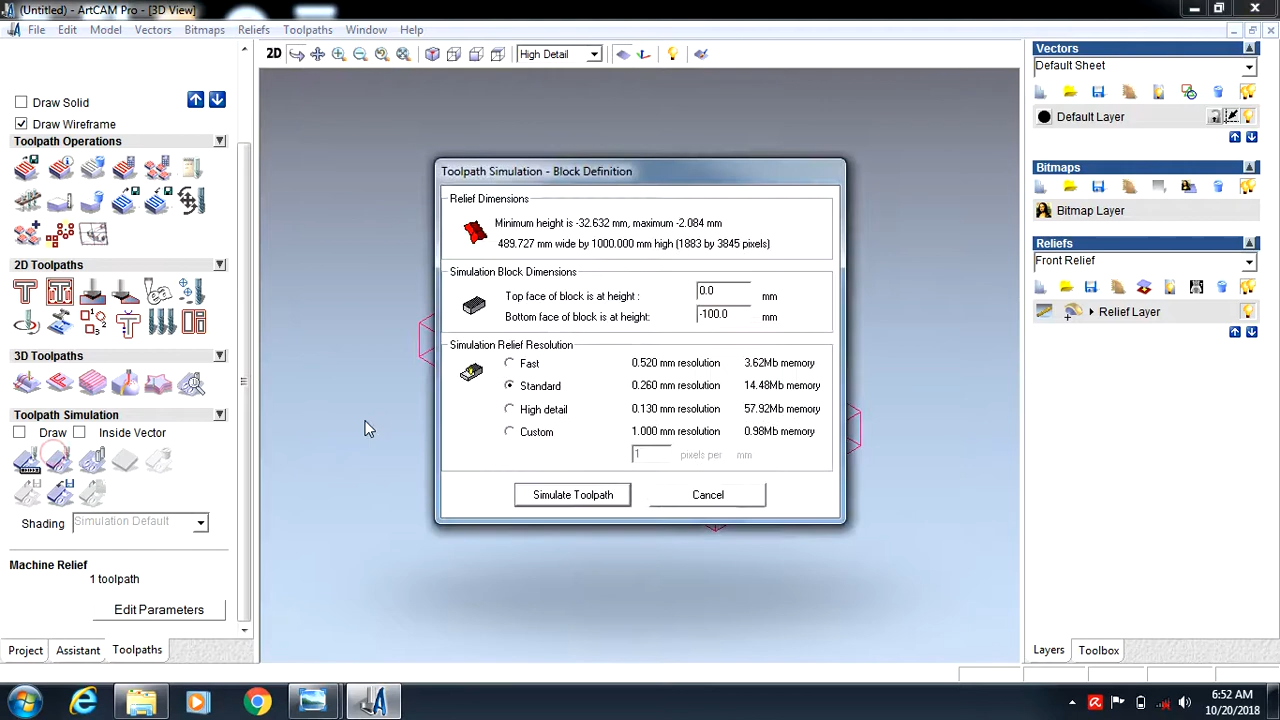 (Untitled) - ArtCAM Pro - [3D View]
File Edit Model Vectors Bitmaps Reliefs Toolpaths Window Help
2D High Detail
Draw Solid
Draw Wireframe
Toolpath Operations
2D Toolpaths
3D Toolpaths
Toolpath Simulation
Draw Inside Vector
Shading Simulation Default
Machine Relief
1 toolpath
Edit Parameters
Project Assistant Toolpaths
Toolpath Simulation - Block Definition
Relief Dimensions
Minimum height is -32.632 mm, maximum -2.084 mm
489.727 mm wide by 1000.000 mm high (1883 by 3845 pixels)
Simulation Block Dimensions
Top face of block is at height : 0.0 mm
Bottom face of block is at height: -100.0 mm
Simulation Relief Resolution
Fast 0.520 mm resolution 3.62Mb memory
Standard 0.260 mm resolution 14.48Mb memory
High detail 0.130 mm resolution 57.92Mb memory
Custom 1.000 mm resolution 0.98Mb memory
1 pixels per mm
Simulate Toolpath Cancel
Vectors
Default Sheet
Default Layer
Bitmaps
Bitmap Layer
Reliefs
Front Relief
Relief Layer
Layers Toolbox
6:52 AM
10/20/2018